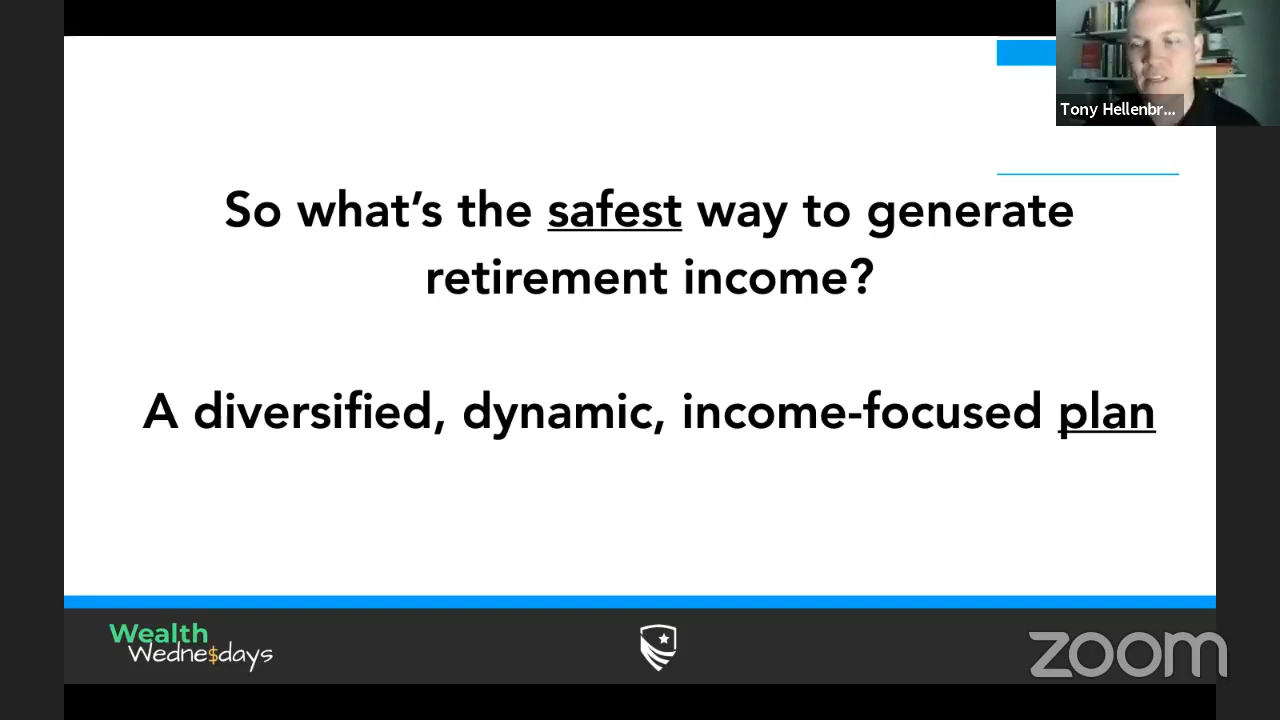 Tony Hellenbr...
So what's the safest way to generate
retirement income?
A diversified, dynamic, income-focused plan
Wealth
Wedne$days
zoom